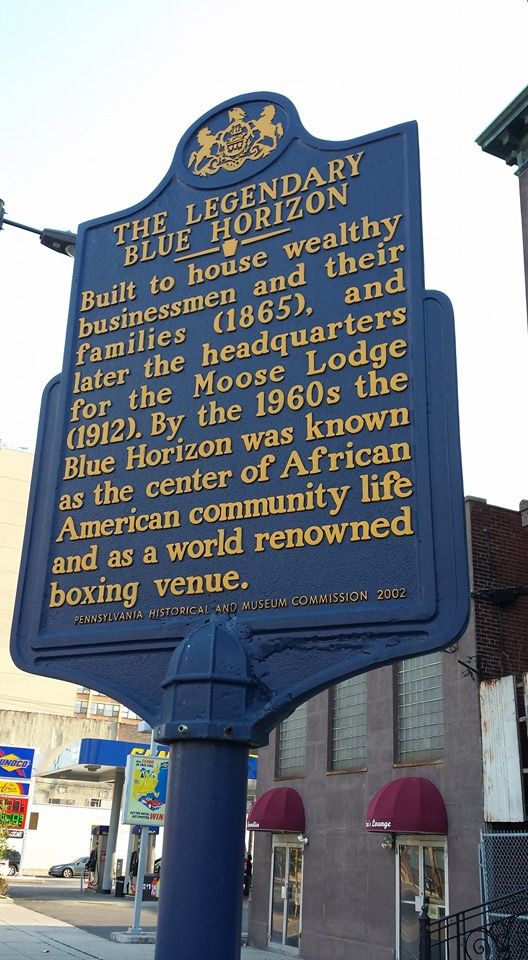 THE LEGENDARY
BLUE HORIZON
Built to house wealthy
businessmen and their
families (1865), and
later the headquarters
for the Moose Lodge
(1912). By the 1960s the
Blue Horizon was known
as the center of African
American community life
and as a world renowned
boxing venue.
PENNSYLVANIA HISTORICAL AND MUSEUM COMMISSION 2002
SUNOCO
WIN
Lounge